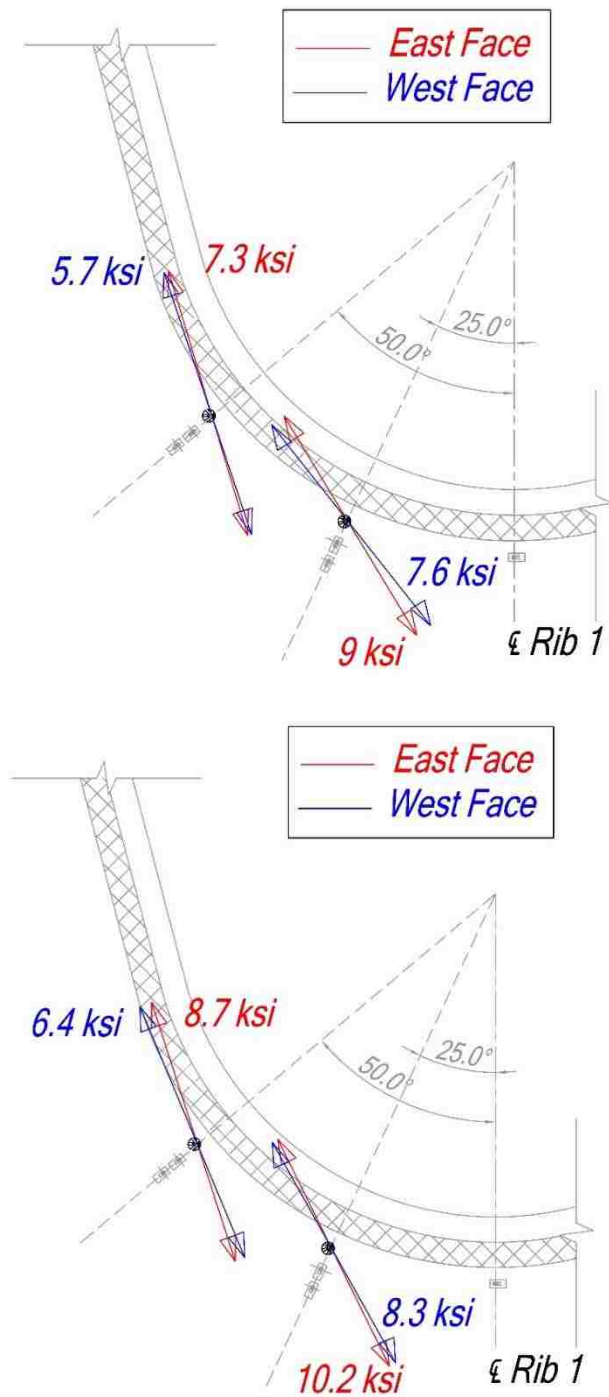 East Face
West Face
5.7 ksi
7.3 ksi
25.0°
50.0°
7.6 ksi
9 ksi
℄ Rib 1
East Face
West Face
6.4 ksi
8.7 ksi
25.0°
50.0°
8.3 ksi
10.2 ksi
℄ Rib 1